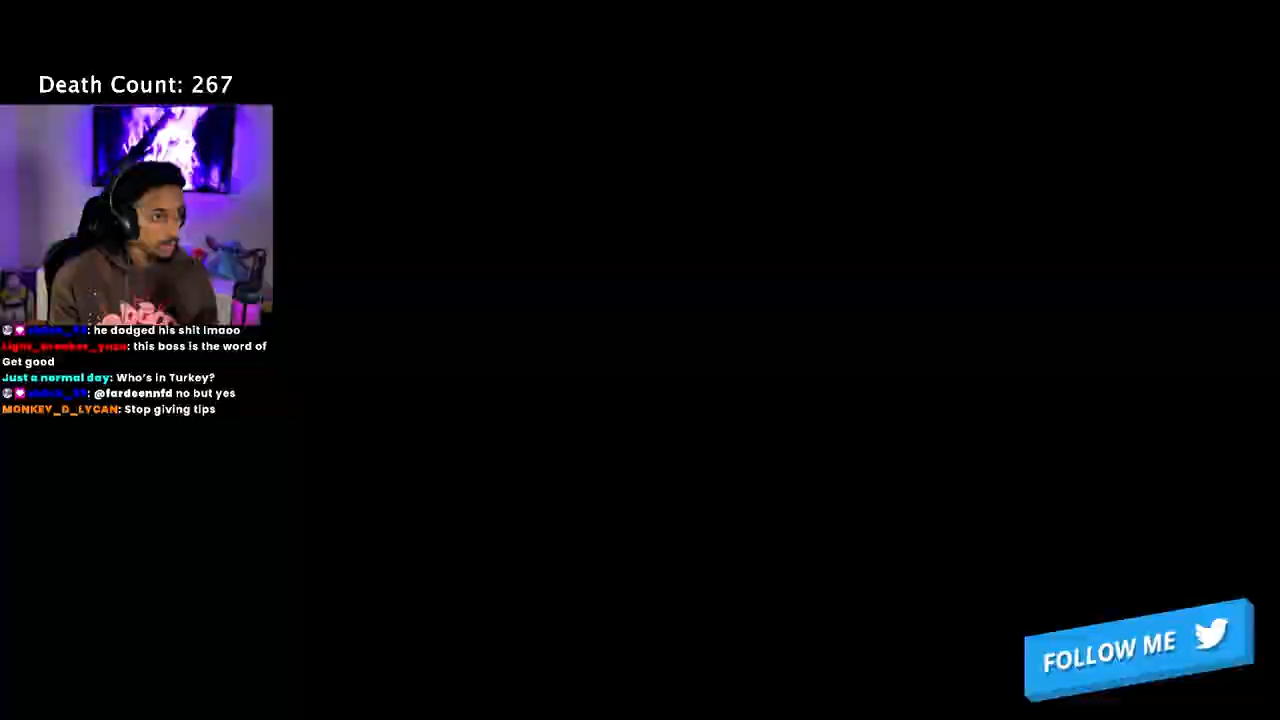 Death Count: 267
: he dodged his shit lmaoo
: this boss is the word of
Get good
Just a normal day: Who's in Turkey?
: @fardeennfd no but yes
MONKEY_D_LYCAN: Stop giving tips
FOLLOW ME